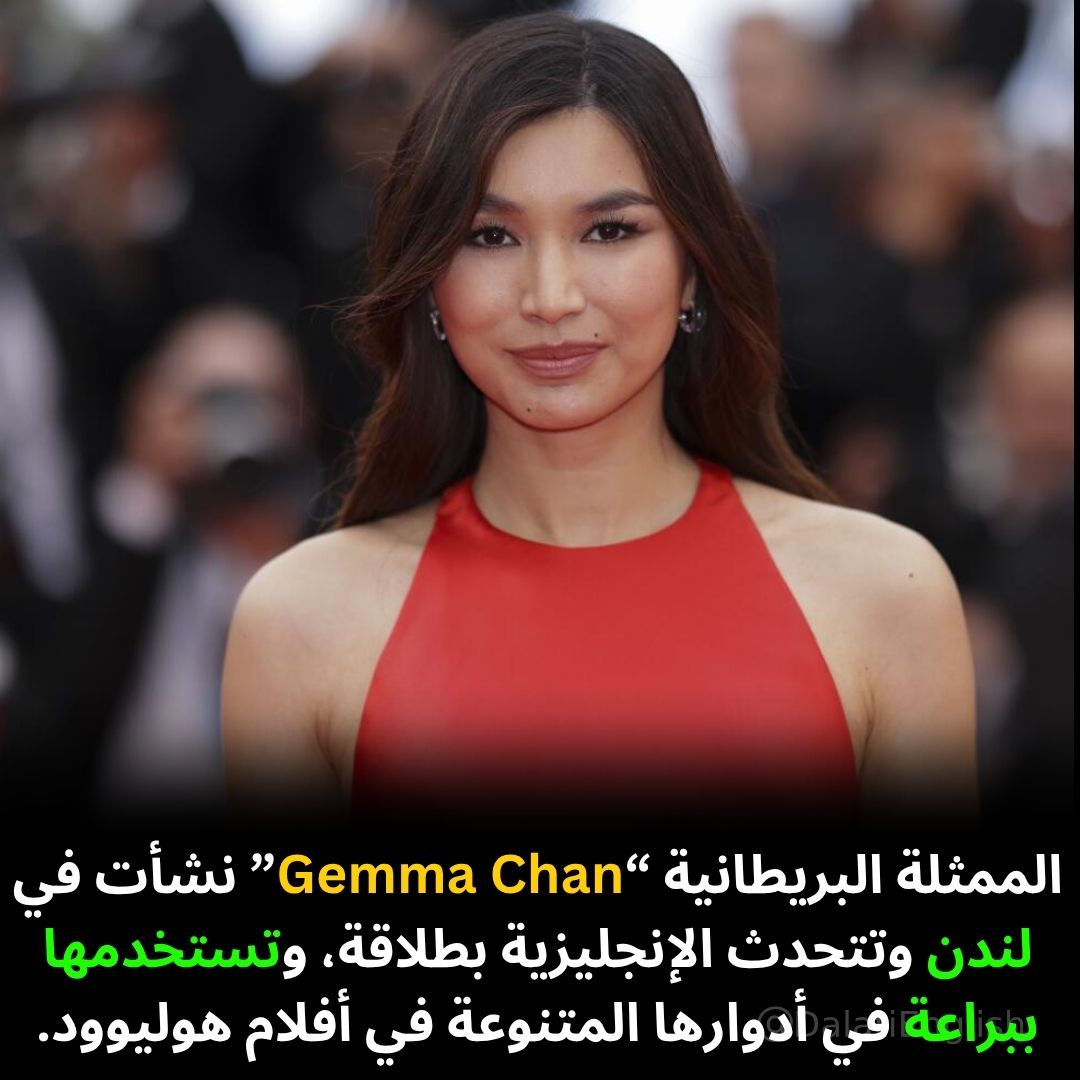 الممثلة البريطانية “Gemma Chan” نشأت في
لندن وتتحدث الإنجليزية بطلاقة، وتستخدمها
ببراعة في أدوارها المتنوعة في أفلام هوليوود.